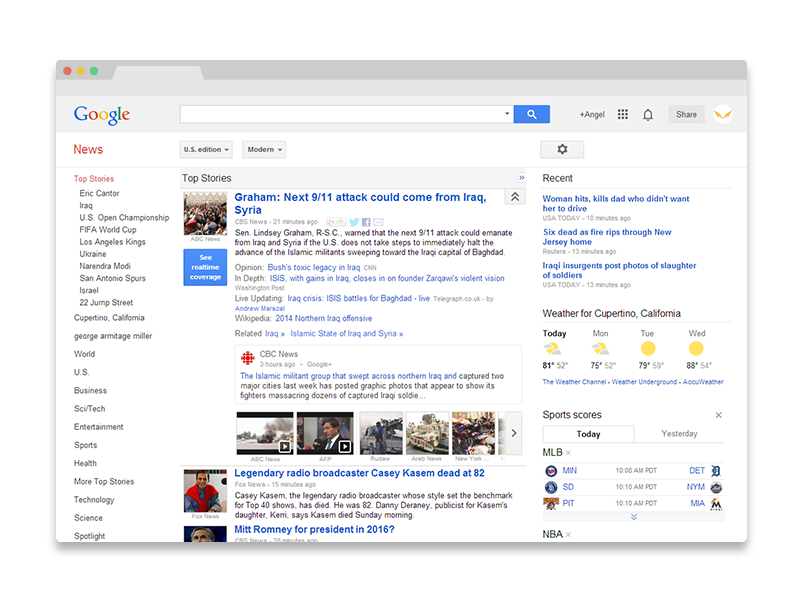 Google
+Angel
Share
News
U.S. edition
Modern
Top Stories
Eric Cantor
Iraq
U.S. Open Championship
FIFA World Cup
Los Angeles Kings
Ukraine
Narendra Modi
San Antonio Spurs
Israel
22 Jump Street
Cupertino, California
george armitage miller
World
U.S.
Business
Sci/Tech
Entertainment
Sports
Health
More Top Stories
Technology
Science
Spotlight
Top Stories
»
Graham: Next 9/11 attack could come from Iraq,
Syria
CBS News - 21 minutes ago
Sen. Lindsey Graham, R-S.C., warned that the next 9/11 attack could emanate
from Iraq and Syria if the U.S. does not take steps to immediately halt the
advance of the Islamic militants sweeping toward the Iraqi capital of Baghdad.
ABC News
See
realtime
coverage
Opinion: Bush's toxic legacy in Iraq CNN
In Depth: ISIS, with gains in Iraq, closes in on founder Zarqawi's violent vision
Washington Post
Live Updating: Iraq crisis: ISIS battles for Baghdad - live Telegraph.co.uk - by
Andrew Marszal
Wikipedia: 2014 Northern Iraq offensive
Related Iraq » Islamic State of Iraq and Syria »
CBC News
3 hours ago - Google+
The Islamic militant group that swept across northern Iraq and captured two
major cities last week has posted graphic photos that appear to show its
fighters massacring dozens of captured Iraqi soldie...
ABC News
AFP
Rudaw
Arab News
New York ...
Legendary radio broadcaster Casey Kasem dead at 82
Fox News - 15 minutes ago
Casey Kasem, the legendary radio broadcaster whose style set the benchmark
for Top 40 shows, has died. He was 82. Danny Deraney, publicist for Kasem's
daughter, Kerri, says Kasem died Sunday morning.
Fox News
Mitt Romney for president in 2016?
CBS News - 28 minutes ago
Recent
Woman hits, kills dad who didn't want
her to drive
USA TODAY - 10 minutes ago
Six dead as fire rips through New
Jersey home
Reuters - 13 minutes ago
Iraqi insurgents post photos of slaughter
of soldiers
USA TODAY - 13 minutes ago
Weather for Cupertino, California
Today Mon Tue Wed
81° 52° 75° 52° 79° 59° 88° 54°
The Weather Channel - Weather Underground - AccuWeather
Sports scores
Today Yesterday
MLB
MIN 10:08 AM PDT DET
SD 10:10 AM PDT NYM
PIT 10:10 AM PDT MIA
NBA